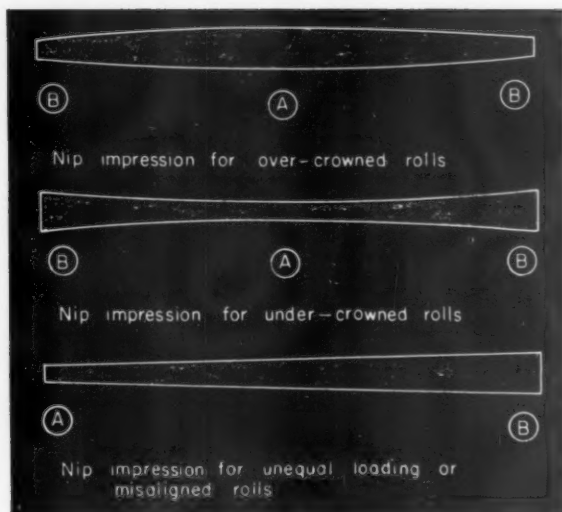 B A B
Nip impression for over-crowned rolls
B A B
Nip impression for under-crowned rolls
A B
Nip impression for unequal loading or
misaligned rolls